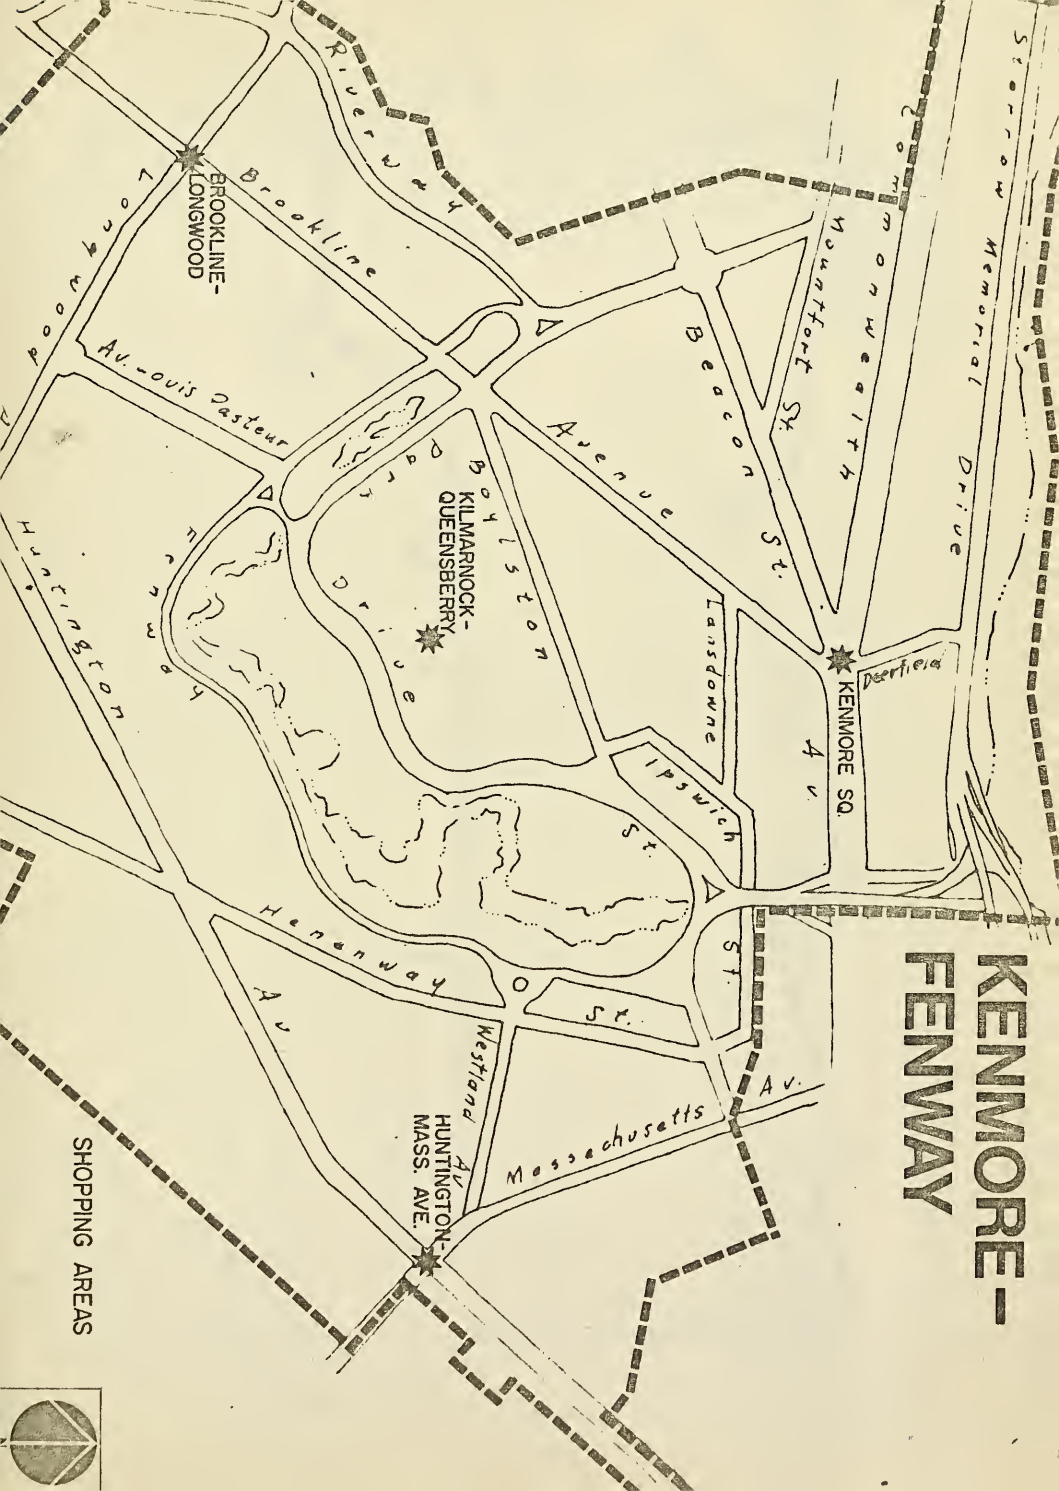 KENMORE-
FENWAY
Storrow Memorial Drive
Commonwealth Av.
Mountfort St.
Beacon St.
Deerfield
KENMORE SQ.
Riverway
Brookline Avenue
BROOKLINE-
LONGWOOD
Longwood
Av. Louis Pasteur
Park Drive
Boylston St.
KILMARNOCK-
QUEENSBERRY
Lansdowne
Ipswich St.
Fenway
Huntington Av
Hemenway St.
Westland Av
Massachusetts Av.
HUNTINGTON-
MASS. AVE.
SHOPPING AREAS
N